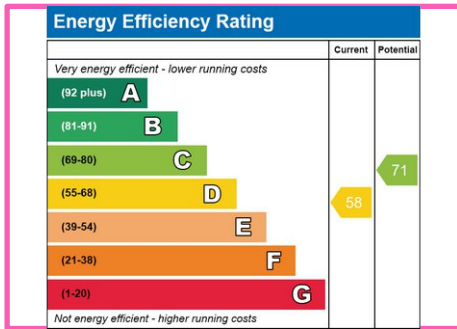 Energy Efficiency Rating
Current Potential
Very energy efficient - lower running costs
(92 plus) A
(81-91) B
(69-80) C
71
(55-68) D
58
(39-54) E
(21-38) F
(1-20) G
Not energy efficient - higher running costs